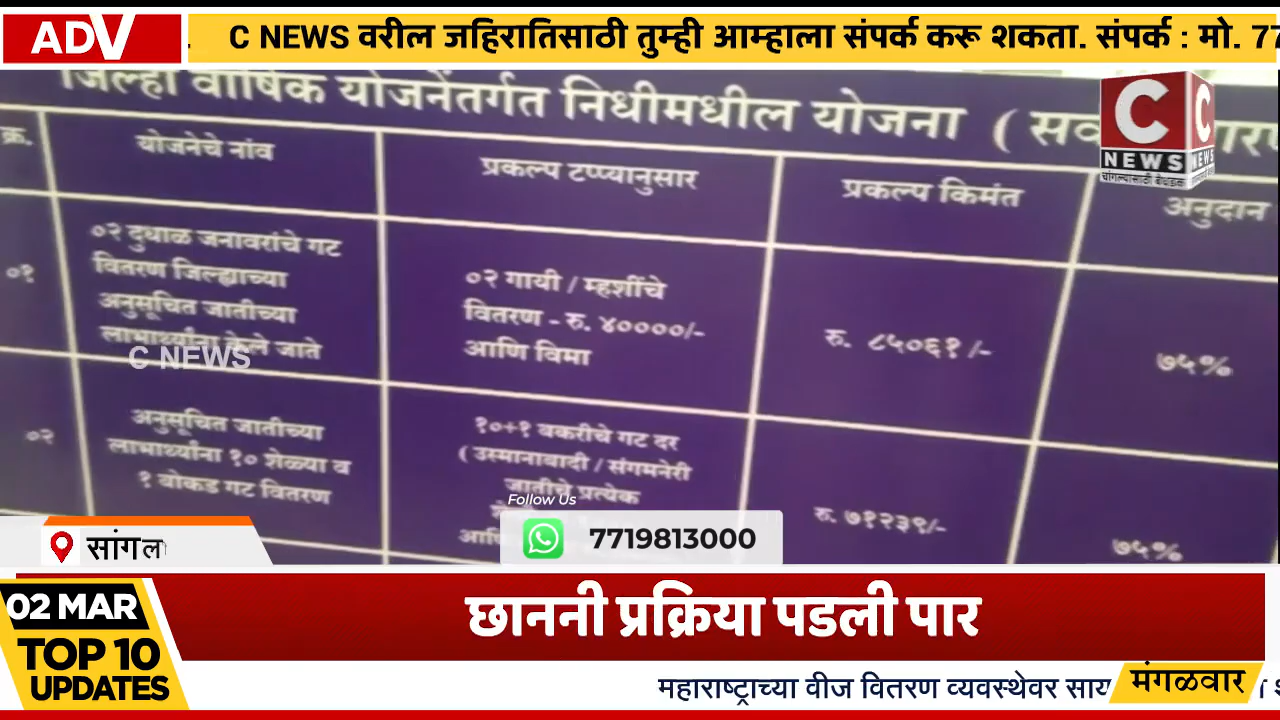 ADV
C NEWS वरील जहिरातिसाठी तुम्ही आम्हाला संपर्क करू शकता. संपर्क : मो. 77
जिल्हा वार्षिक योजनेंतर्गत निधीमधील योजना (
C
NEWS
क्र.
योजनेचे नांव
प्रकल्प टप्प्यानुसार
प्रकल्प किमंत
अनुदान
०१
०२ दुधाळ जनावरांचे गट
वितरण जिल्ह्याच्या
अनुसूचित जातीच्या
लाभार्थ्यांना केले जाते
०२ गायी / म्हशींचे
वितरण - रु. ४००००/-
आणि विमा
रु. ८५०६१ /-
७५%
C NEWS
०२
अनुसूचित जातीच्या
लाभार्थ्यांना १० शेळ्या व
१ बोकड गट वितरण
१०+१ बकरीचे गट दर
( उस्मानाबादी / संगमनेरी
जातीचे प्रत्येक
रु. ७१२३९/-
७५%
Follow Us
7719813000
सांगल
02 MAR
TOP 10
UPDATES
छाननी प्रक्रिया पडली पार
महाराष्ट्राच्या वीज वितरण व्यवस्थेवर
मंगळवार